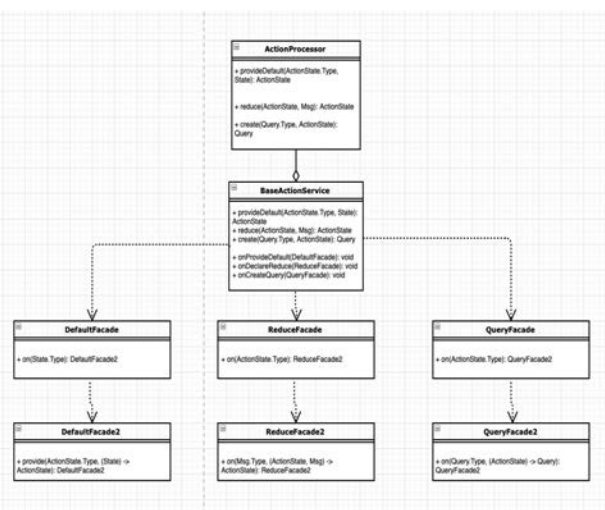 ActionProcessor
+ provideDefault(ActionState.Type,
State): ActionState
+ reduce(ActionState, Msg): ActionState
+ create(Query.Type, ActionState):
Query
BaseActionService
+ provideDefault(ActionState.Type, State):
ActionState
+ reduce(ActionState, Msg): ActionState
+ create(Query.Type, ActionState): Query
+ onProvideDefault(DefaultFacade): void
+ onDeclareReduce(ReduceFacade): void
+ onCreateQuery(QueryFacade): void
DefaultFacade
+ on(State.Type): DefaultFacade2
ReduceFacade
+ on(ActionState.Type): ReduceFacade2
QueryFacade
+ on(ActionState.Type): QueryFacade2
DefaultFacade2
+ provide(ActionState.Type, (State) ->
ActionState): DefaultFacade2
ReduceFacade2
+ on(Msg.Type, (ActionState, Msg) ->
ActionState): ReduceFacade2
QueryFacade2
+ on(Query.Type, (ActionState) -> Query):
QueryFacade2